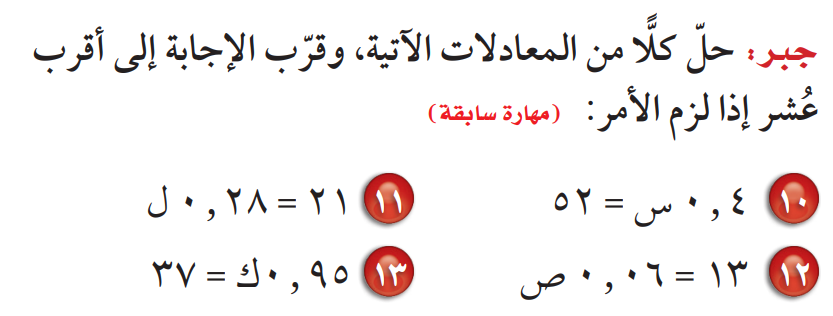 جبر: حلّ كلًّا من المعادلات الآتية، وقرّب الإجابة إلى أقرب
عُشر إذا لزم الأمر: (مهارة سابقة)
١٠ ٠,٤ س = ٥٢ ١١ ٢١ = ٠,٢٨ ل
١٢ ١٣ = ٠,٠٦ ص ١٣ ٠,٩٥ك = ٣٧